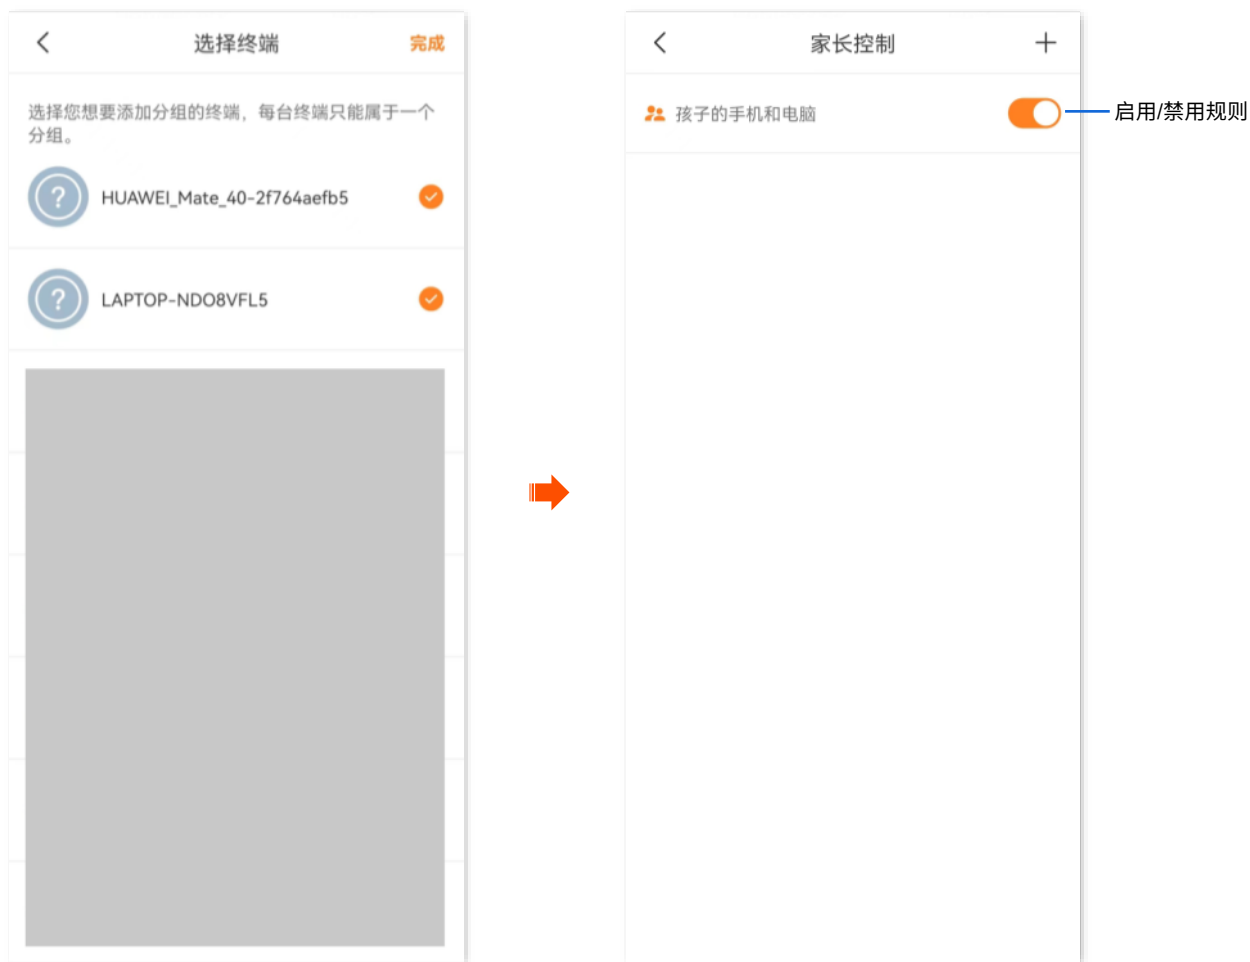 选择终端
完成
选择您想要添加分组的终端，每台终端只能属于一个
分组。
HUAWEI_Mate_40-2f764aefb5
LAPTOP-NDO8VFL5
家长控制
孩子的手机和电脑
启用/禁用规则